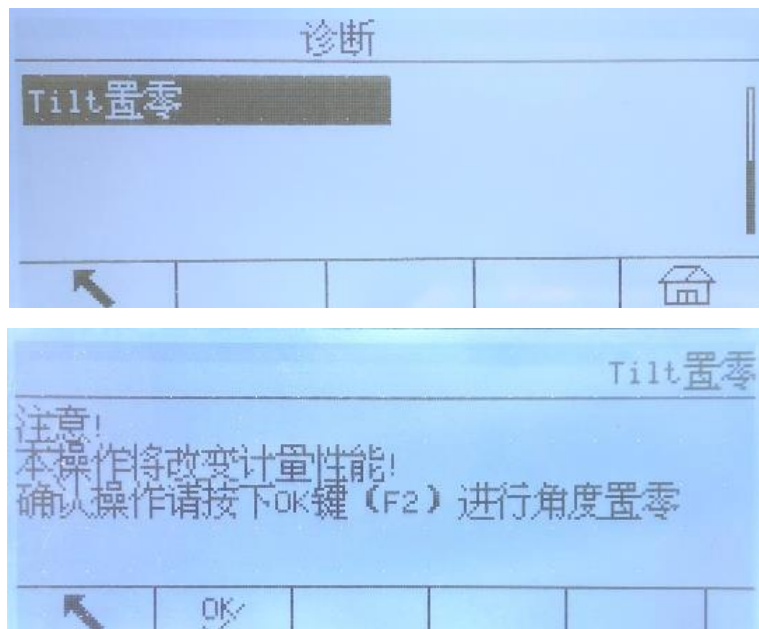 诊断
Tilt置零
Tilt置零
注意!
本操作将改变计量性能!
确认操作请按下OK键（F2）进行角度置零
OK